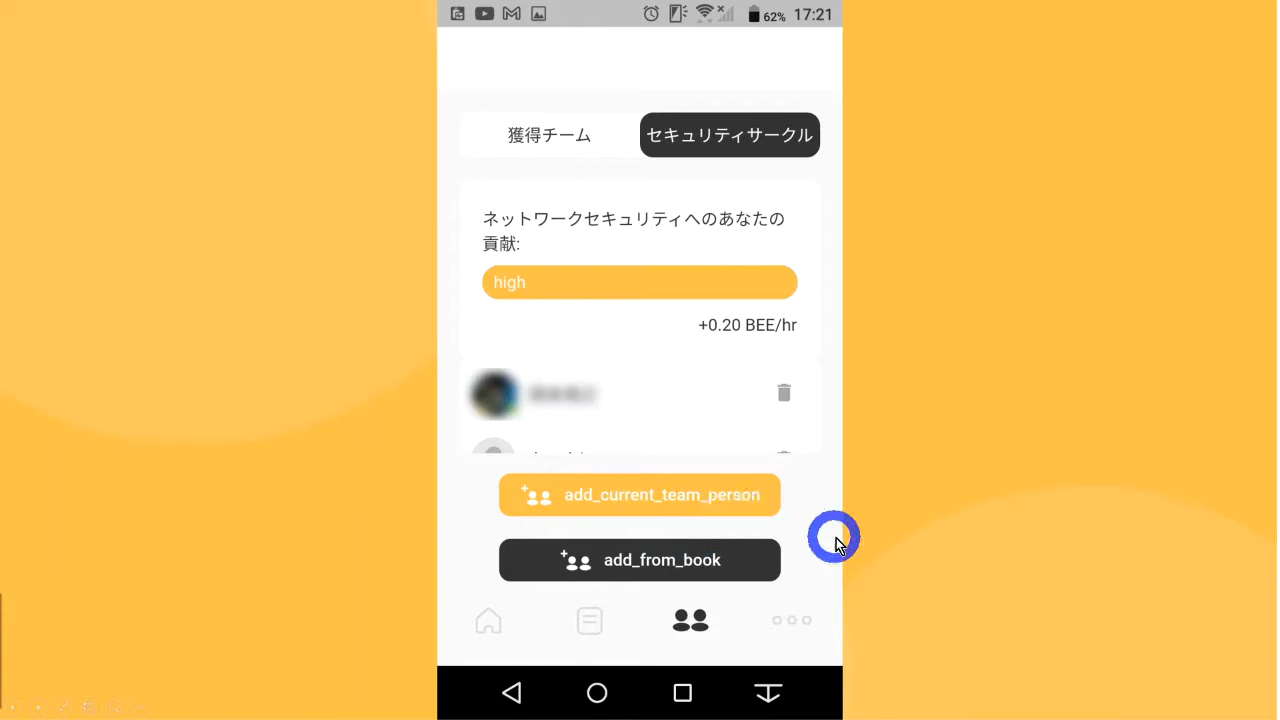 62% 17:21
獲得チーム
セキュリティサークル
ネットワークセキュリティへのあなたの
貢献:
high
+0.20 BEE/hr
add_current_team_person
add_from_book